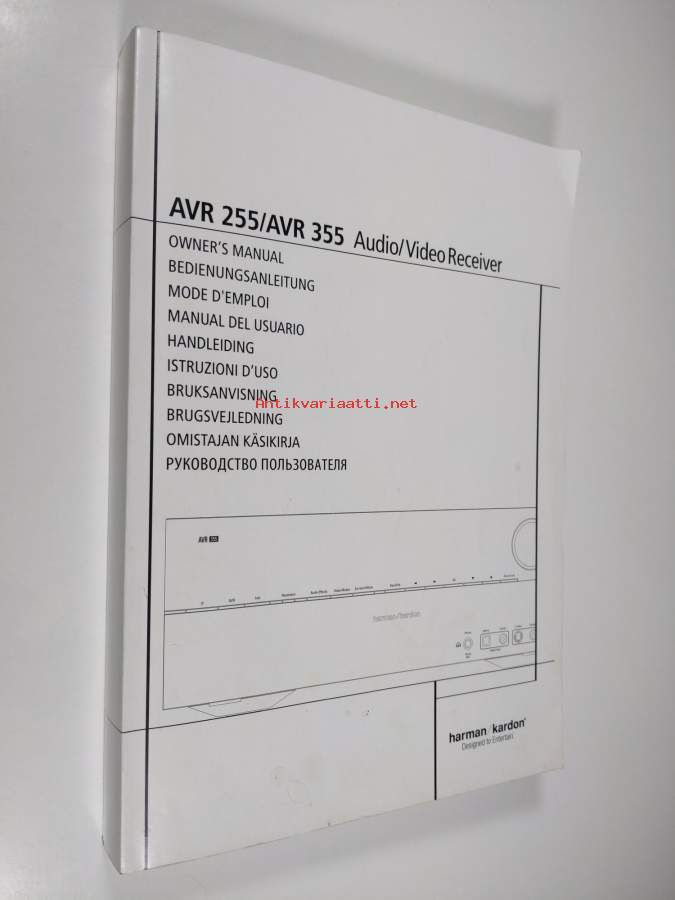 AVR 255/AVR 355 Audio/Video Receiver
OWNER'S MANUAL
BEDIENUNGSANLEITUNG
MODE D'EMPLOI
MANUAL DEL USUARIO
HANDLEIDING
ISTRUZIONI D'USO
BRUKSANVISNING
Antikvariaatti.net
BRUGSVEJLEDNING
OMISTAJAN KÄSIKIRJA
РУКОВОДСТВО ПОЛЬЗОВАТЕЛЯ
AVR 355
harman/kardon
harman/kardon®
Designed to Entertain.